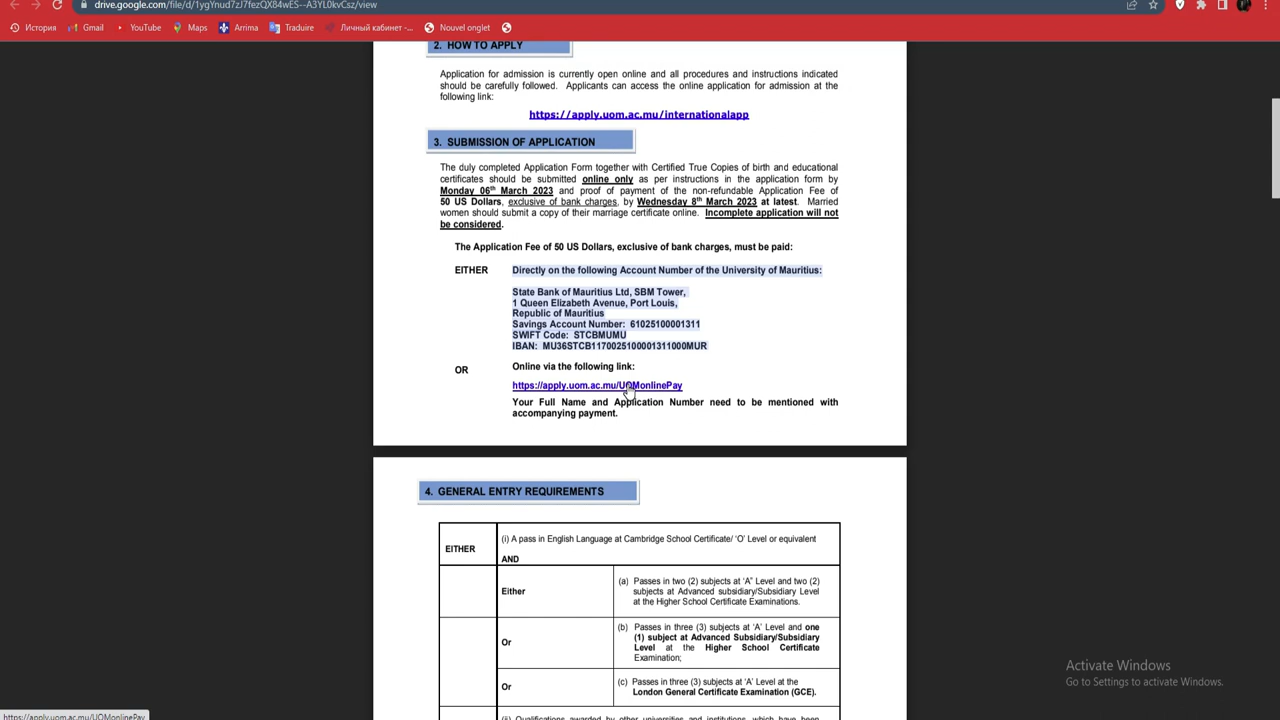 drive.google.com/file/d/1ygYnud7zJ7fezQX84wES--A3YL0kvCsz/view
История Gmail YouTube Maps Arrima Traduire Личный кабинет -... Nouvel onglet
2. HOW TO APPLY
Application for admission is currently open online and all procedures and instructions indicated
should be carefully followed. Applicants can access the online application for admission at the
following link:
https://apply.uom.ac.mu/internationalapp
3. SUBMISSION OF APPLICATION
The duly completed Application Form together with Certified True Copies of birth and educational
certificates should be submitted online only as per instructions in the application form by
Monday 06th March 2023 and proof of payment of the non-refundable Application Fee of
50 US Dollars, exclusive of bank charges, by Wednesday 8th March 2023 at latest. Married
women should submit a copy of their marriage certificate online. Incomplete application will not
be considered.
The Application Fee of 50 US Dollars, exclusive of bank charges, must be paid:
EITHER Directly on the following Account Number of the University of Mauritius:
State Bank of Mauritius Ltd, SBM Tower,
1 Queen Elizabeth Avenue, Port Louis,
Republic of Mauritius
Savings Account Number: 61025100001311
SWIFT Code: STCBMUMU
IBAN: MU36STCB1170025100001311000MUR
OR Online via the following link:
https://apply.uom.ac.mu/UOMonlinePay
Your Full Name and Application Number need to be mentioned with
accompanying payment.
4. GENERAL ENTRY REQUIREMENTS
EITHER
(i) A pass in English Language at Cambridge School Certificate/ 'O' Level or equivalent
AND
Either
(a) Passes in two (2) subjects at 'A' Level and two (2)
subjects at Advanced subsidiary/Subsidiary Level
at the Higher School Certificate Examinations.
Or
(b) Passes in three (3) subjects at 'A' Level and one
(1) subject at Advanced Subsidiary/Subsidiary
Level at the Higher School Certificate
Examination;
Or
(c) Passes in three (3) subjects at 'A' Level at the
London General Certificate Examination (GCE).
(ii) Qualifications awarded by other universities and institutions, which have been
Activate Windows
Go to Settings to activate Windows.
https://apply.uom.ac.mu/UOMonlinePay